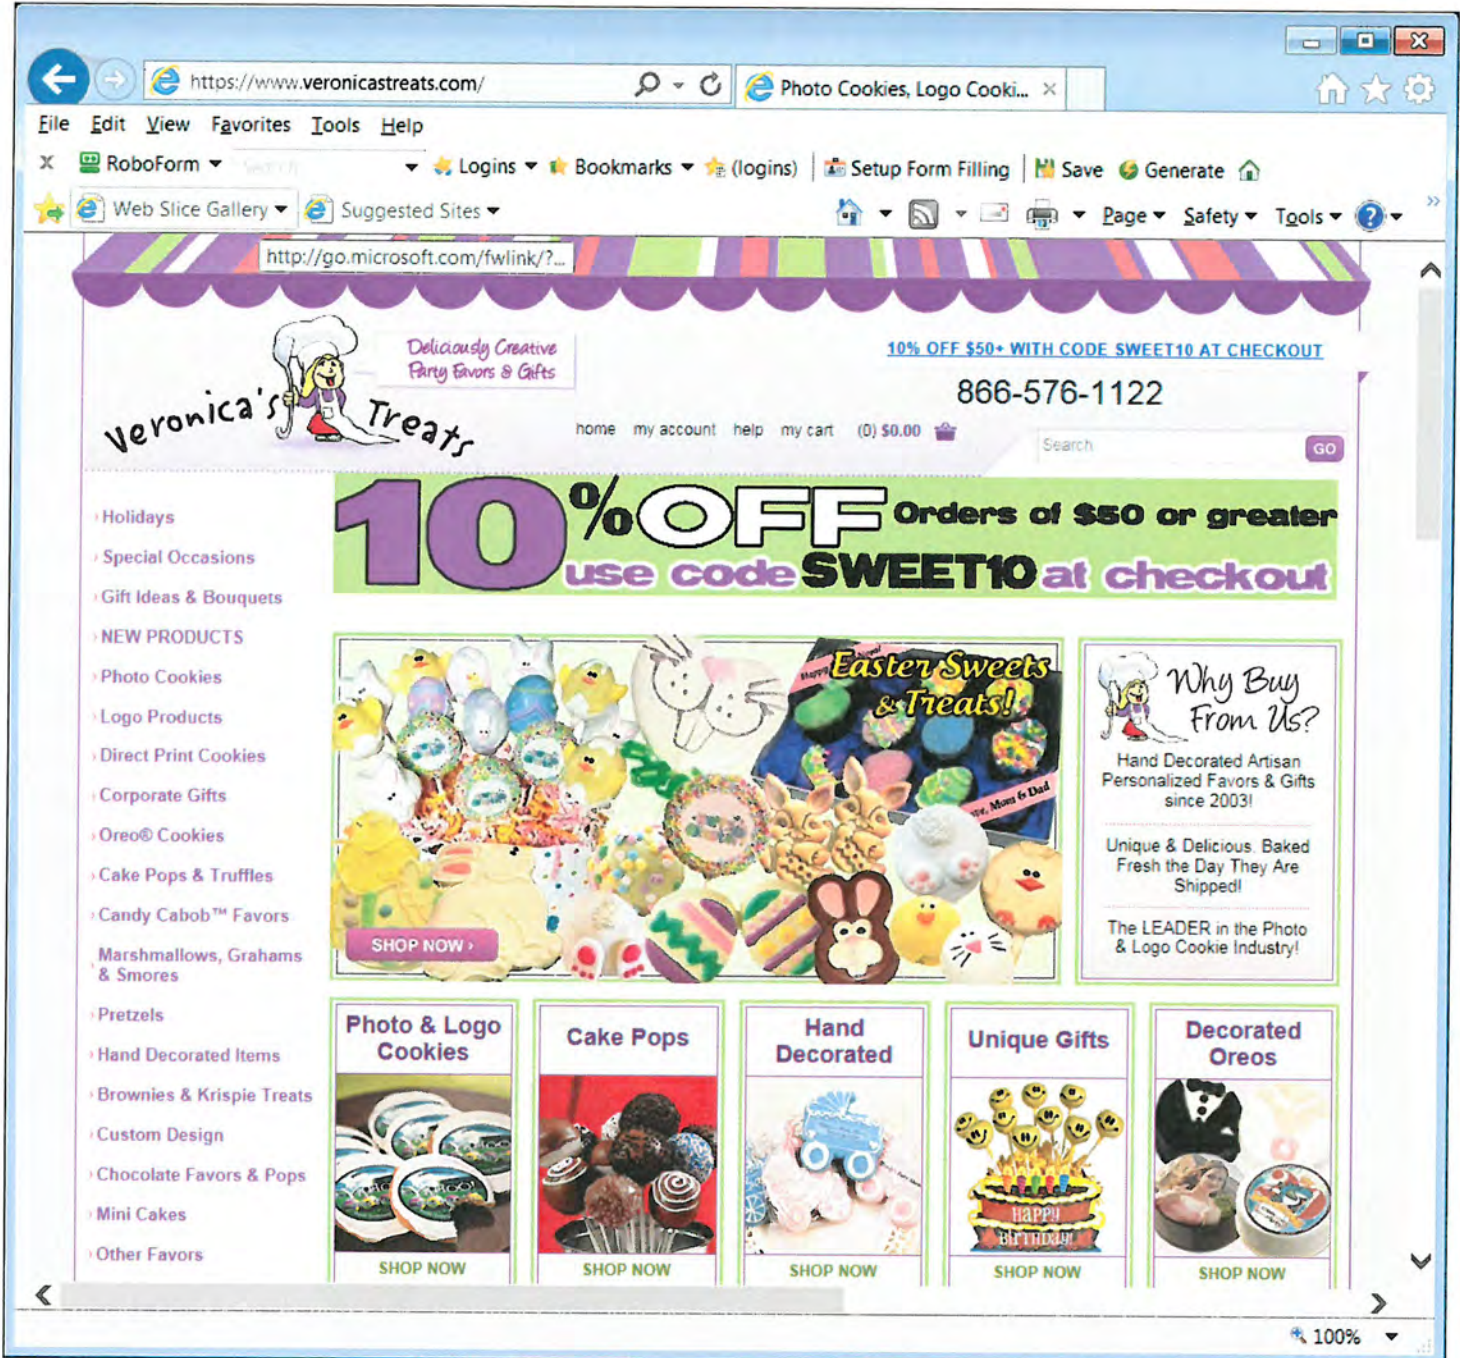 https://www.veronicastreats.com/
Photo Cookies, Logo Cooki...
File Edit View Favorites Tools Help
x RoboForm Search Logins Bookmarks (logins) Setup Form Filling Save Generate
Web Slice Gallery Suggested Sites Page Safety Tools
http://go.microsoft.com/fwlink/?...
Deliciously Creative
Party Favors & Gifts
Veronica's Treats
10% OFF $50+ WITH CODE SWEET10 AT CHECKOUT
866-576-1122
home my account help my cart (0) $0.00
Search GO
10% OFF Orders of $50 or greater
use code SWEET10 at checkout
Holidays
Special Occasions
Gift Ideas & Bouquets
NEW PRODUCTS
Photo Cookies
Logo Products
Direct Print Cookies
Corporate Gifts
Oreo® Cookies
Cake Pops & Truffles
Candy Cabob™ Favors
Marshmallows, Grahams
& Smores
Pretzels
Hand Decorated Items
Brownies & Krispie Treats
Custom Design
Chocolate Favors & Pops
Mini Cakes
Other Favors
Easter Sweets
& Treats!
Happy
Mom & Dad
SHOP NOW ›
Why Buy
From Us?
Hand Decorated Artisan
Personalized Favors & Gifts
since 2003!
Unique & Delicious. Baked
Fresh the Day They Are
Shipped!
The LEADER in the Photo
& Logo Cookie Industry!
Photo & Logo
Cookies
SHOP NOW
Cake Pops
SHOP NOW
Hand
Decorated
SHOP NOW
Unique Gifts
HAPPY
BIRTHDAY!
SHOP NOW
Decorated
Oreos
SHOP NOW
100%